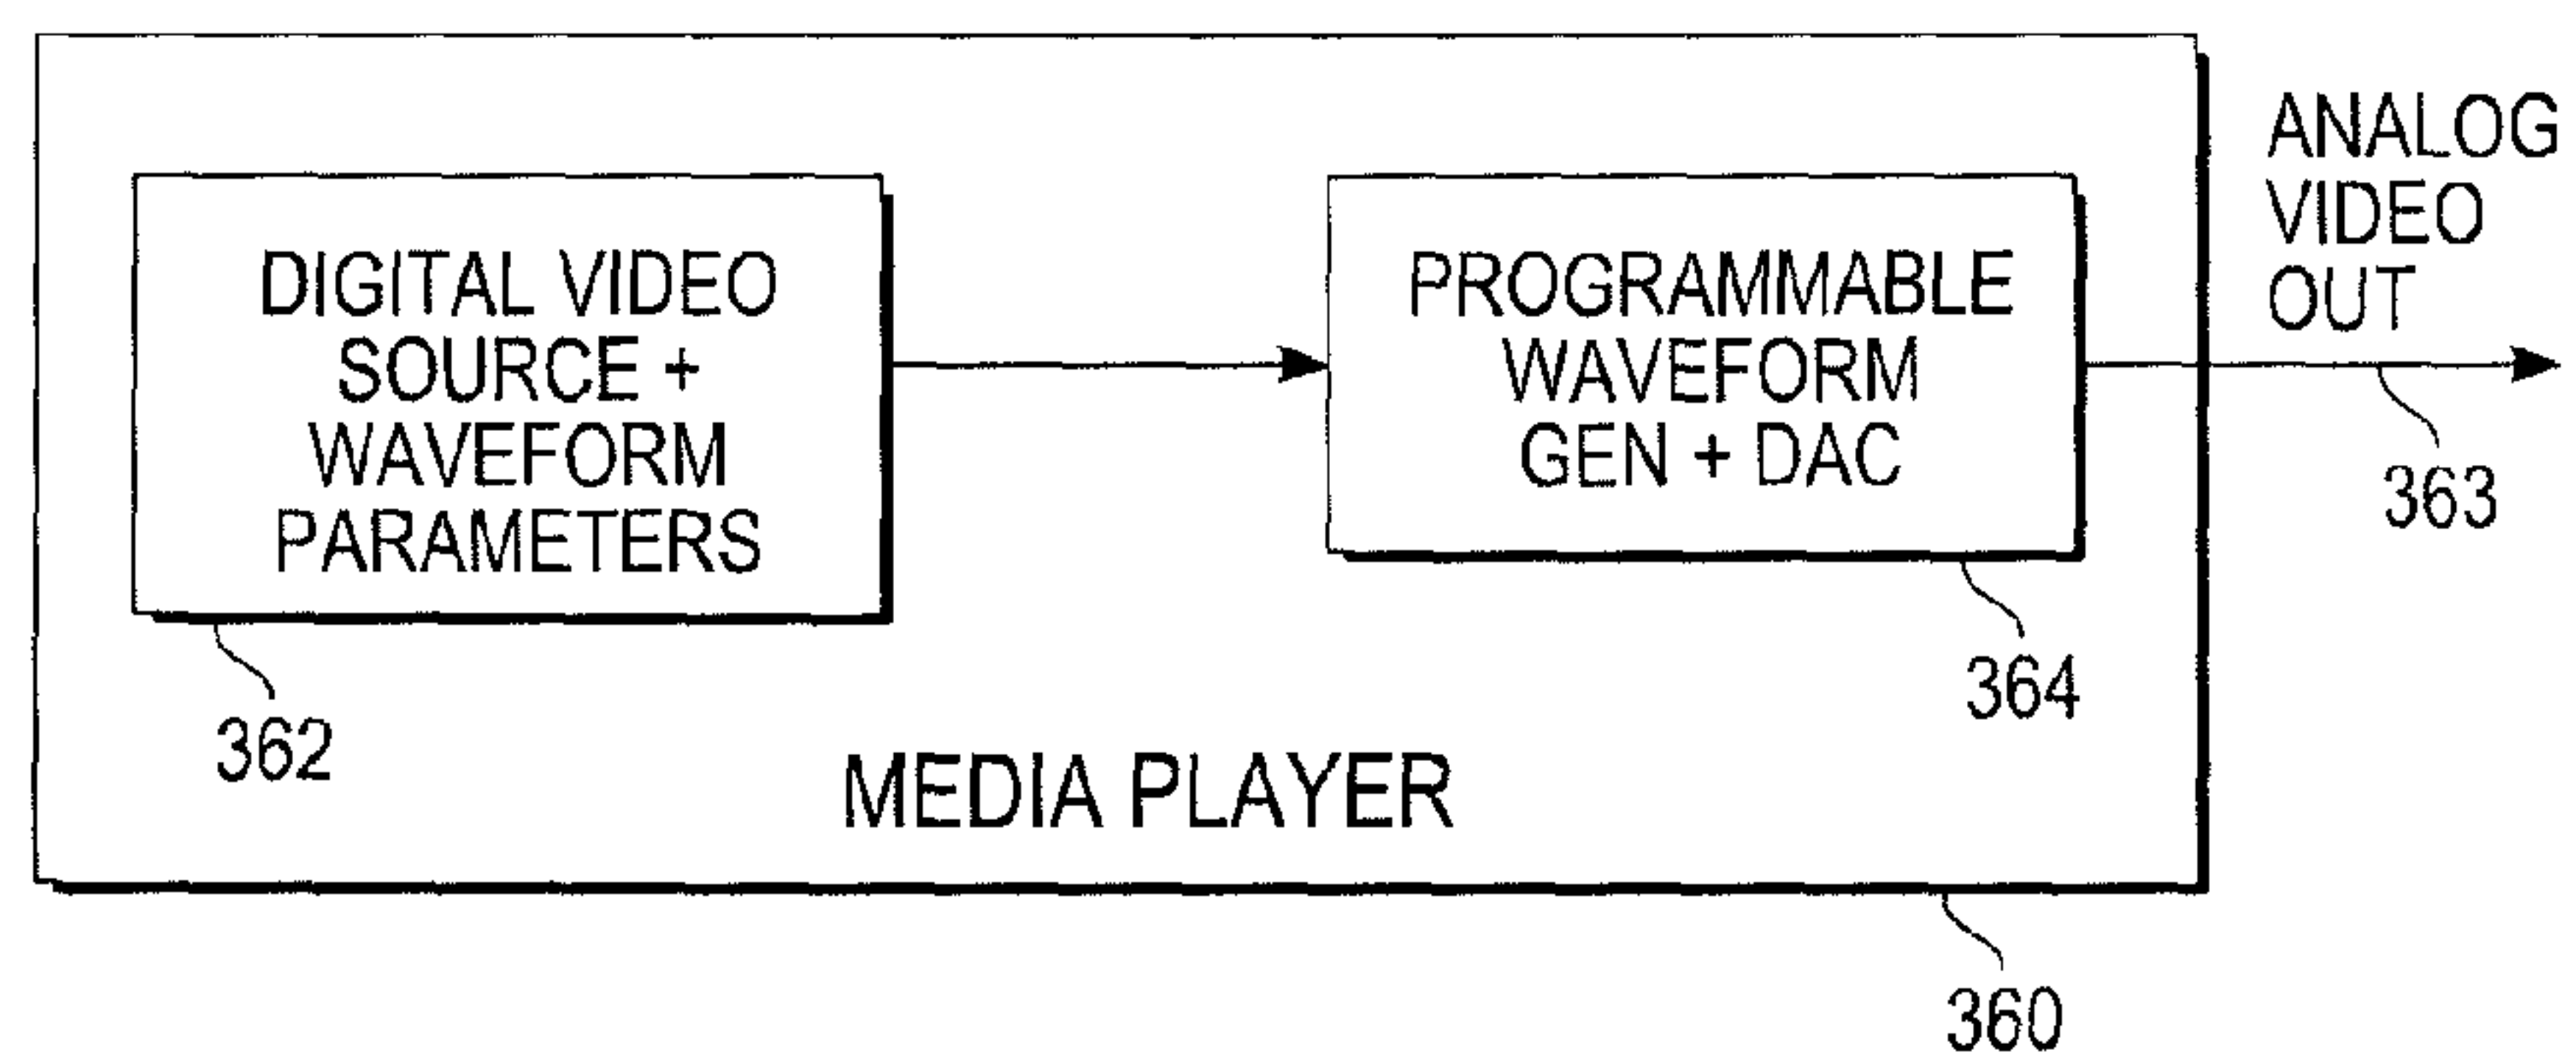 DIGITAL VIDEO
SOURCE +
WAVEFORM
PARAMETERS
362
PROGRAMMABLE
WAVEFORM
GEN + DAC
364
ANALOG
VIDEO
OUT
363
MEDIA PLAYER
360